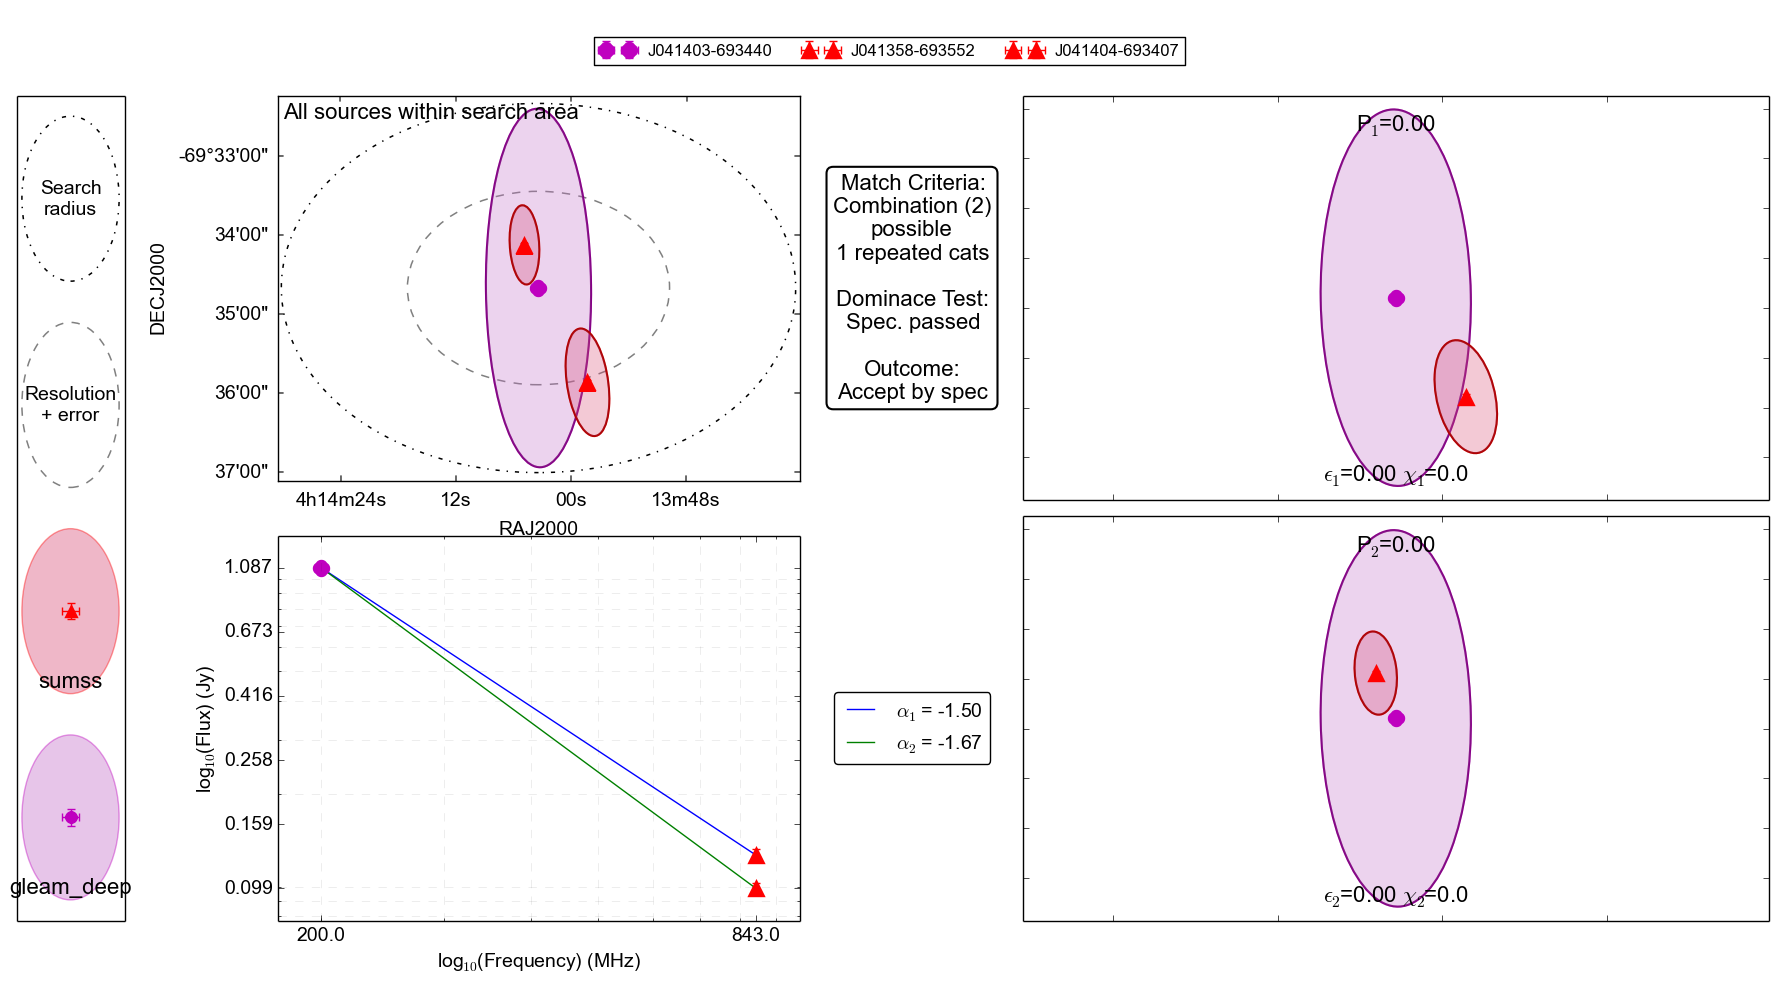 J041403-693440 J041358-693552 J041404-693407
Search
radius
Resolution
+ error
sumss
gleam_deep
All sources within search area
DECJ2000
-69°33'00"
34'00"
35'00"
36'00"
37'00"
4h14m24s 12s 00s 13m48s
RAJ2000
Match Criteria:
Combination (2)
possible
1 repeated cats
Dominace Test:
Spec. passed
Outcome:
Accept by spec
P₁=0.00
ϵ₁=0.00 χ₁=0.0
log₁₀(Flux) (Jy)
1.087
0.673
0.416
0.258
0.159
0.099
200.0 843.0
log₁₀(Frequency) (MHz)
α₁ = -1.50
α₂ = -1.67
P₂=0.00
ϵ₂=0.00 χ₂=0.0